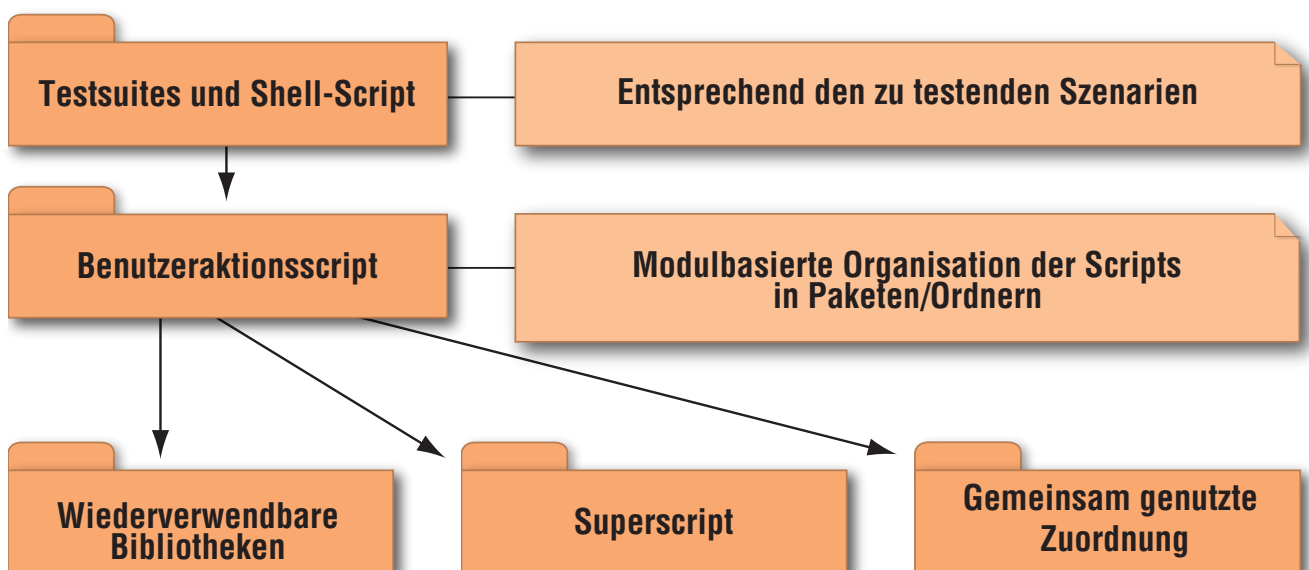 Testsuites und Shell-Script
Entsprechend den zu testenden Szenarien
Benutzeraktionsscript
Modulbasierte Organisation der Scripts
in Paketen/Ordnern
Wiederverwendbare
Bibliotheken
Superscript
Gemeinsam genutzte
Zuordnung